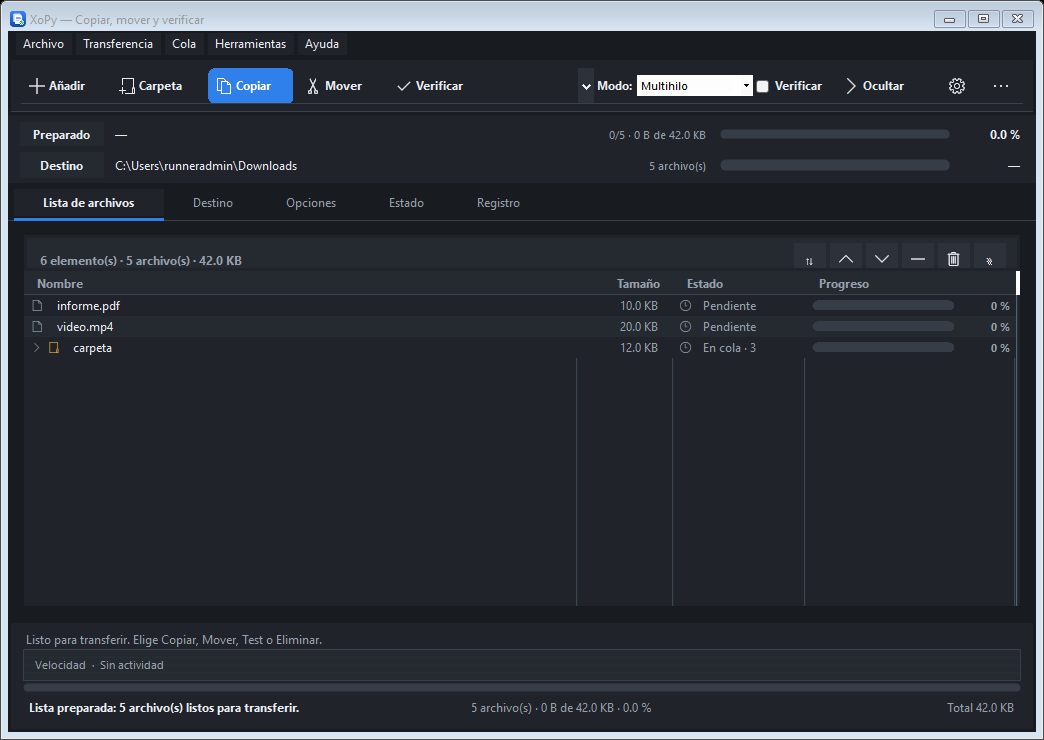 XoPy — Copiar, mover y verificar
Archivo Transferencia Cola Herramientas Ayuda
Añadir Carpeta Copiar Mover Verificar Modo: Multihilo Verificar Ocultar ...
Preparado — 0/5 · 0 B de 42.0 KB 0.0 %
Destino C:\Users\runneradmin\Downloads 5 archivo(s) —
Lista de archivos Destino Opciones Estado Registro
6 elemento(s) · 5 archivo(s) · 42.0 KB
Nombre Tamaño Estado Progreso
informe.pdf 10.0 KB Pendiente 0 %
video.mp4 20.0 KB Pendiente 0 %
carpeta 12.0 KB En cola · 3 0 %
Listo para transferir. Elige Copiar, Mover, Test o Eliminar.
Velocidad · Sin actividad
Lista preparada: 5 archivo(s) listos para transferir. 5 archivo(s) · 0 B de 42.0 KB · 0.0 % Total 42.0 KB